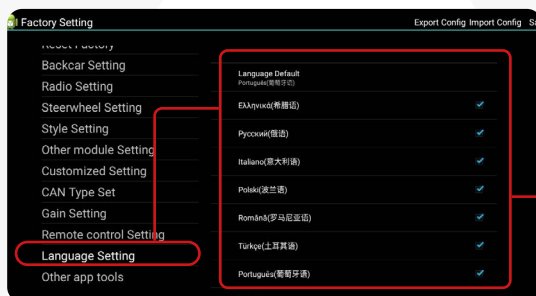 Factory Setting
Export Config Import Config
Reset Factory
Backcar Setting
Radio Setting
Steerwheel Setting
Style Setting
Other module Setting
Customized Setting
CAN Type Set
Gain Setting
Remote control Setting
Language Setting
Other app tools
Language Default
Português(葡萄牙语)
Ελληνικά(希腊语)
Русский(俄语)
Italiano(意大利语)
Polski(波兰语)
Română(罗马尼亚语)
Türkçe(土耳其语)
Português(葡萄牙语)